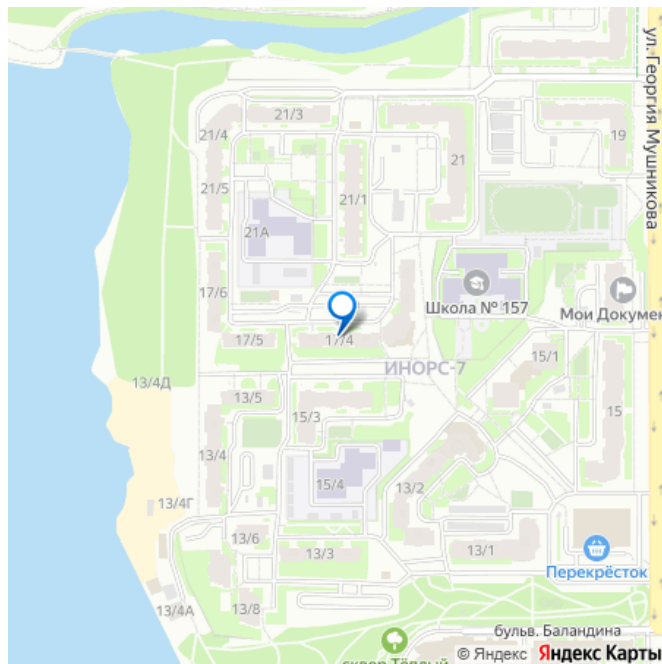 21/3
21/4
21
19
ул. Георгия Мушникова
21/5
21/1
21А
17/6
Школа № 157
Мои Докумен
17/5
17/4
ИНОРС-7
15/1
13/4Д
13/5
15/3
15
13/4
15/4
13/2
13/4Г
13/6
13/3
13/1
Перекрёсток
13/4А
13/8
бульв. Баландина
сквер Тёплый
© Яндекс Яндекс Карты